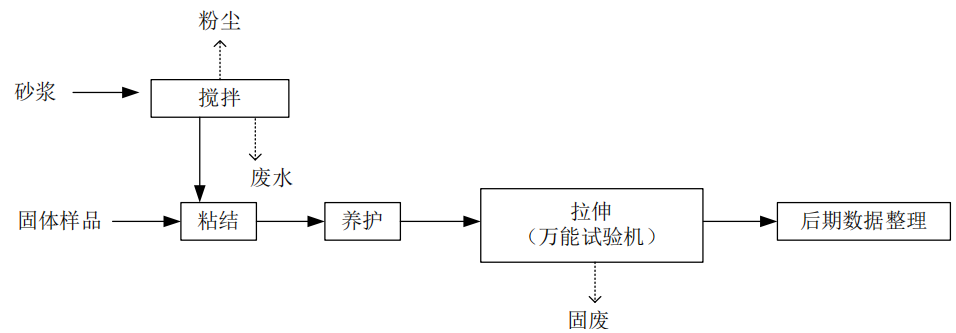 粉尘
砂浆
搅拌
废水
固体样品
粘结
养护
拉伸
（万能试验机）
后期数据整理
固废